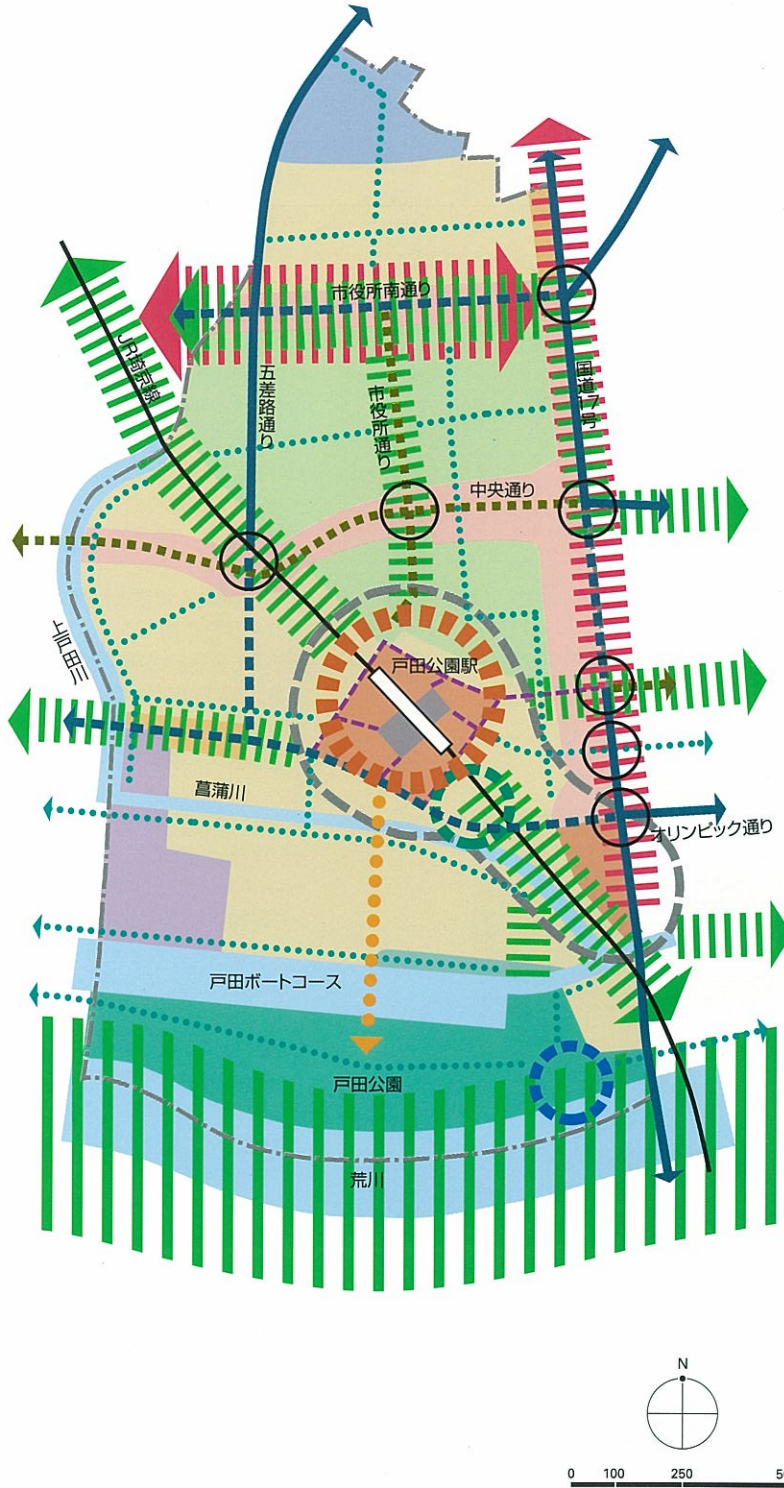 市役所南通り
JR埼京線
五差路通り
市役所通り
国道17号
中央通り
上戸田川
戸田公園駅
菖蒲川
オリンピック通り
戸田ボートコース
戸田公園
荒川
N
0 100 250